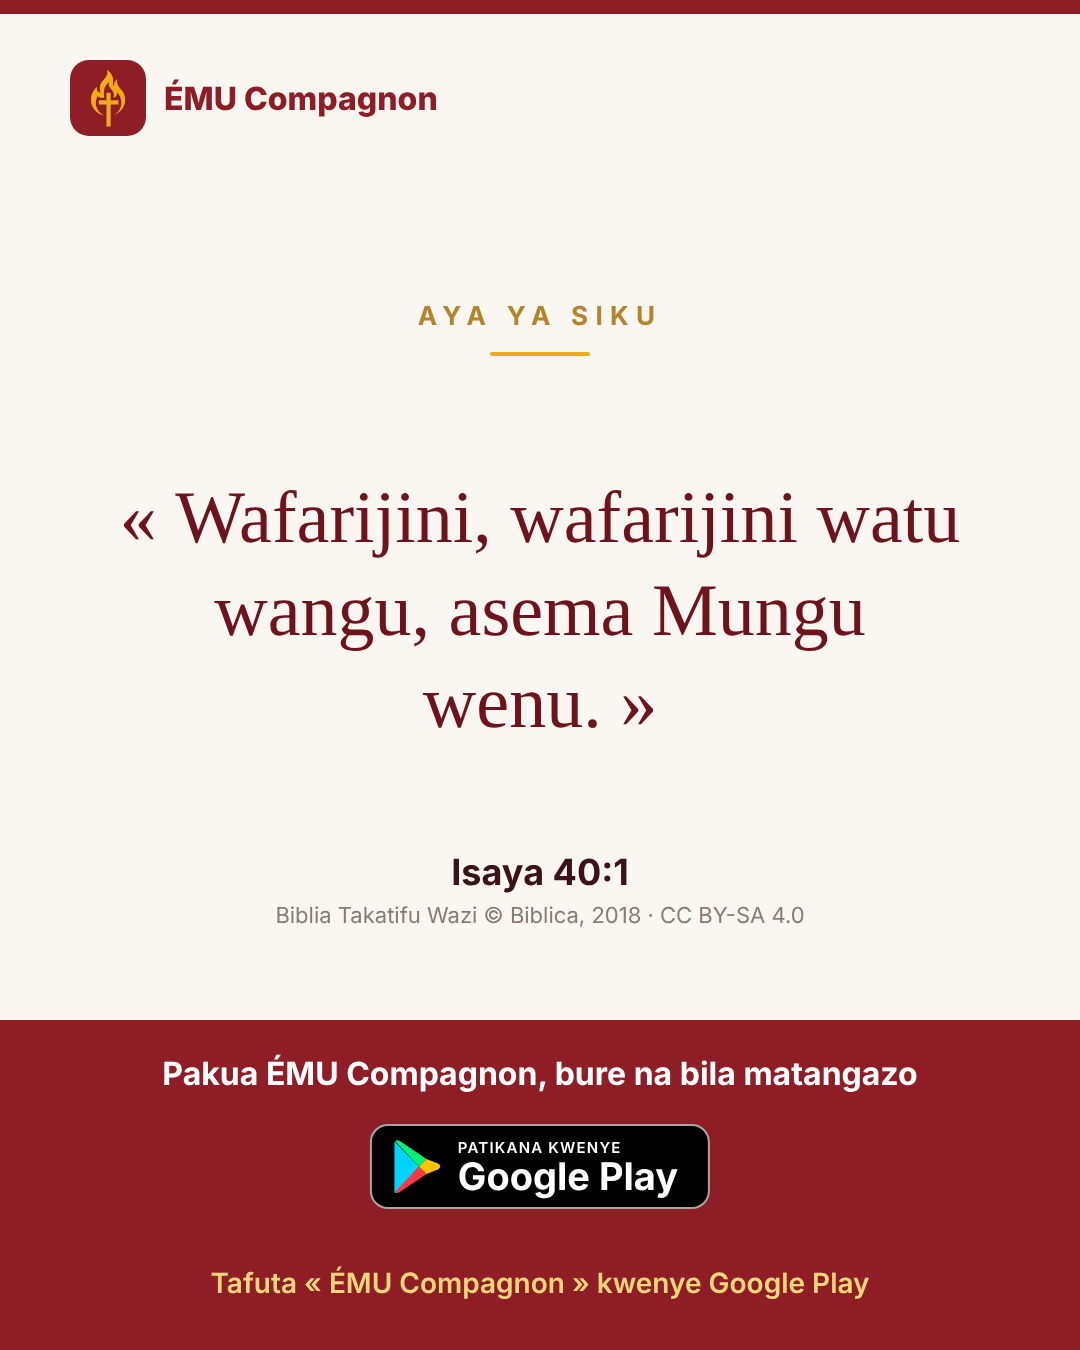 ÉMU Compagnon
AYA YA SIKU
« Wafarijini, wafarijini watu
wangu, asema Mungu
wenu. »
Isaya 40:1
Biblia Takatifu Wazi © Biblica, 2018 · CC BY-SA 4.0
Pakua ÉMU Compagnon, bure na bila matangazo
PATIKANA KWENYE
Google Play
Tafuta « ÉMU Compagnon » kwenye Google Play